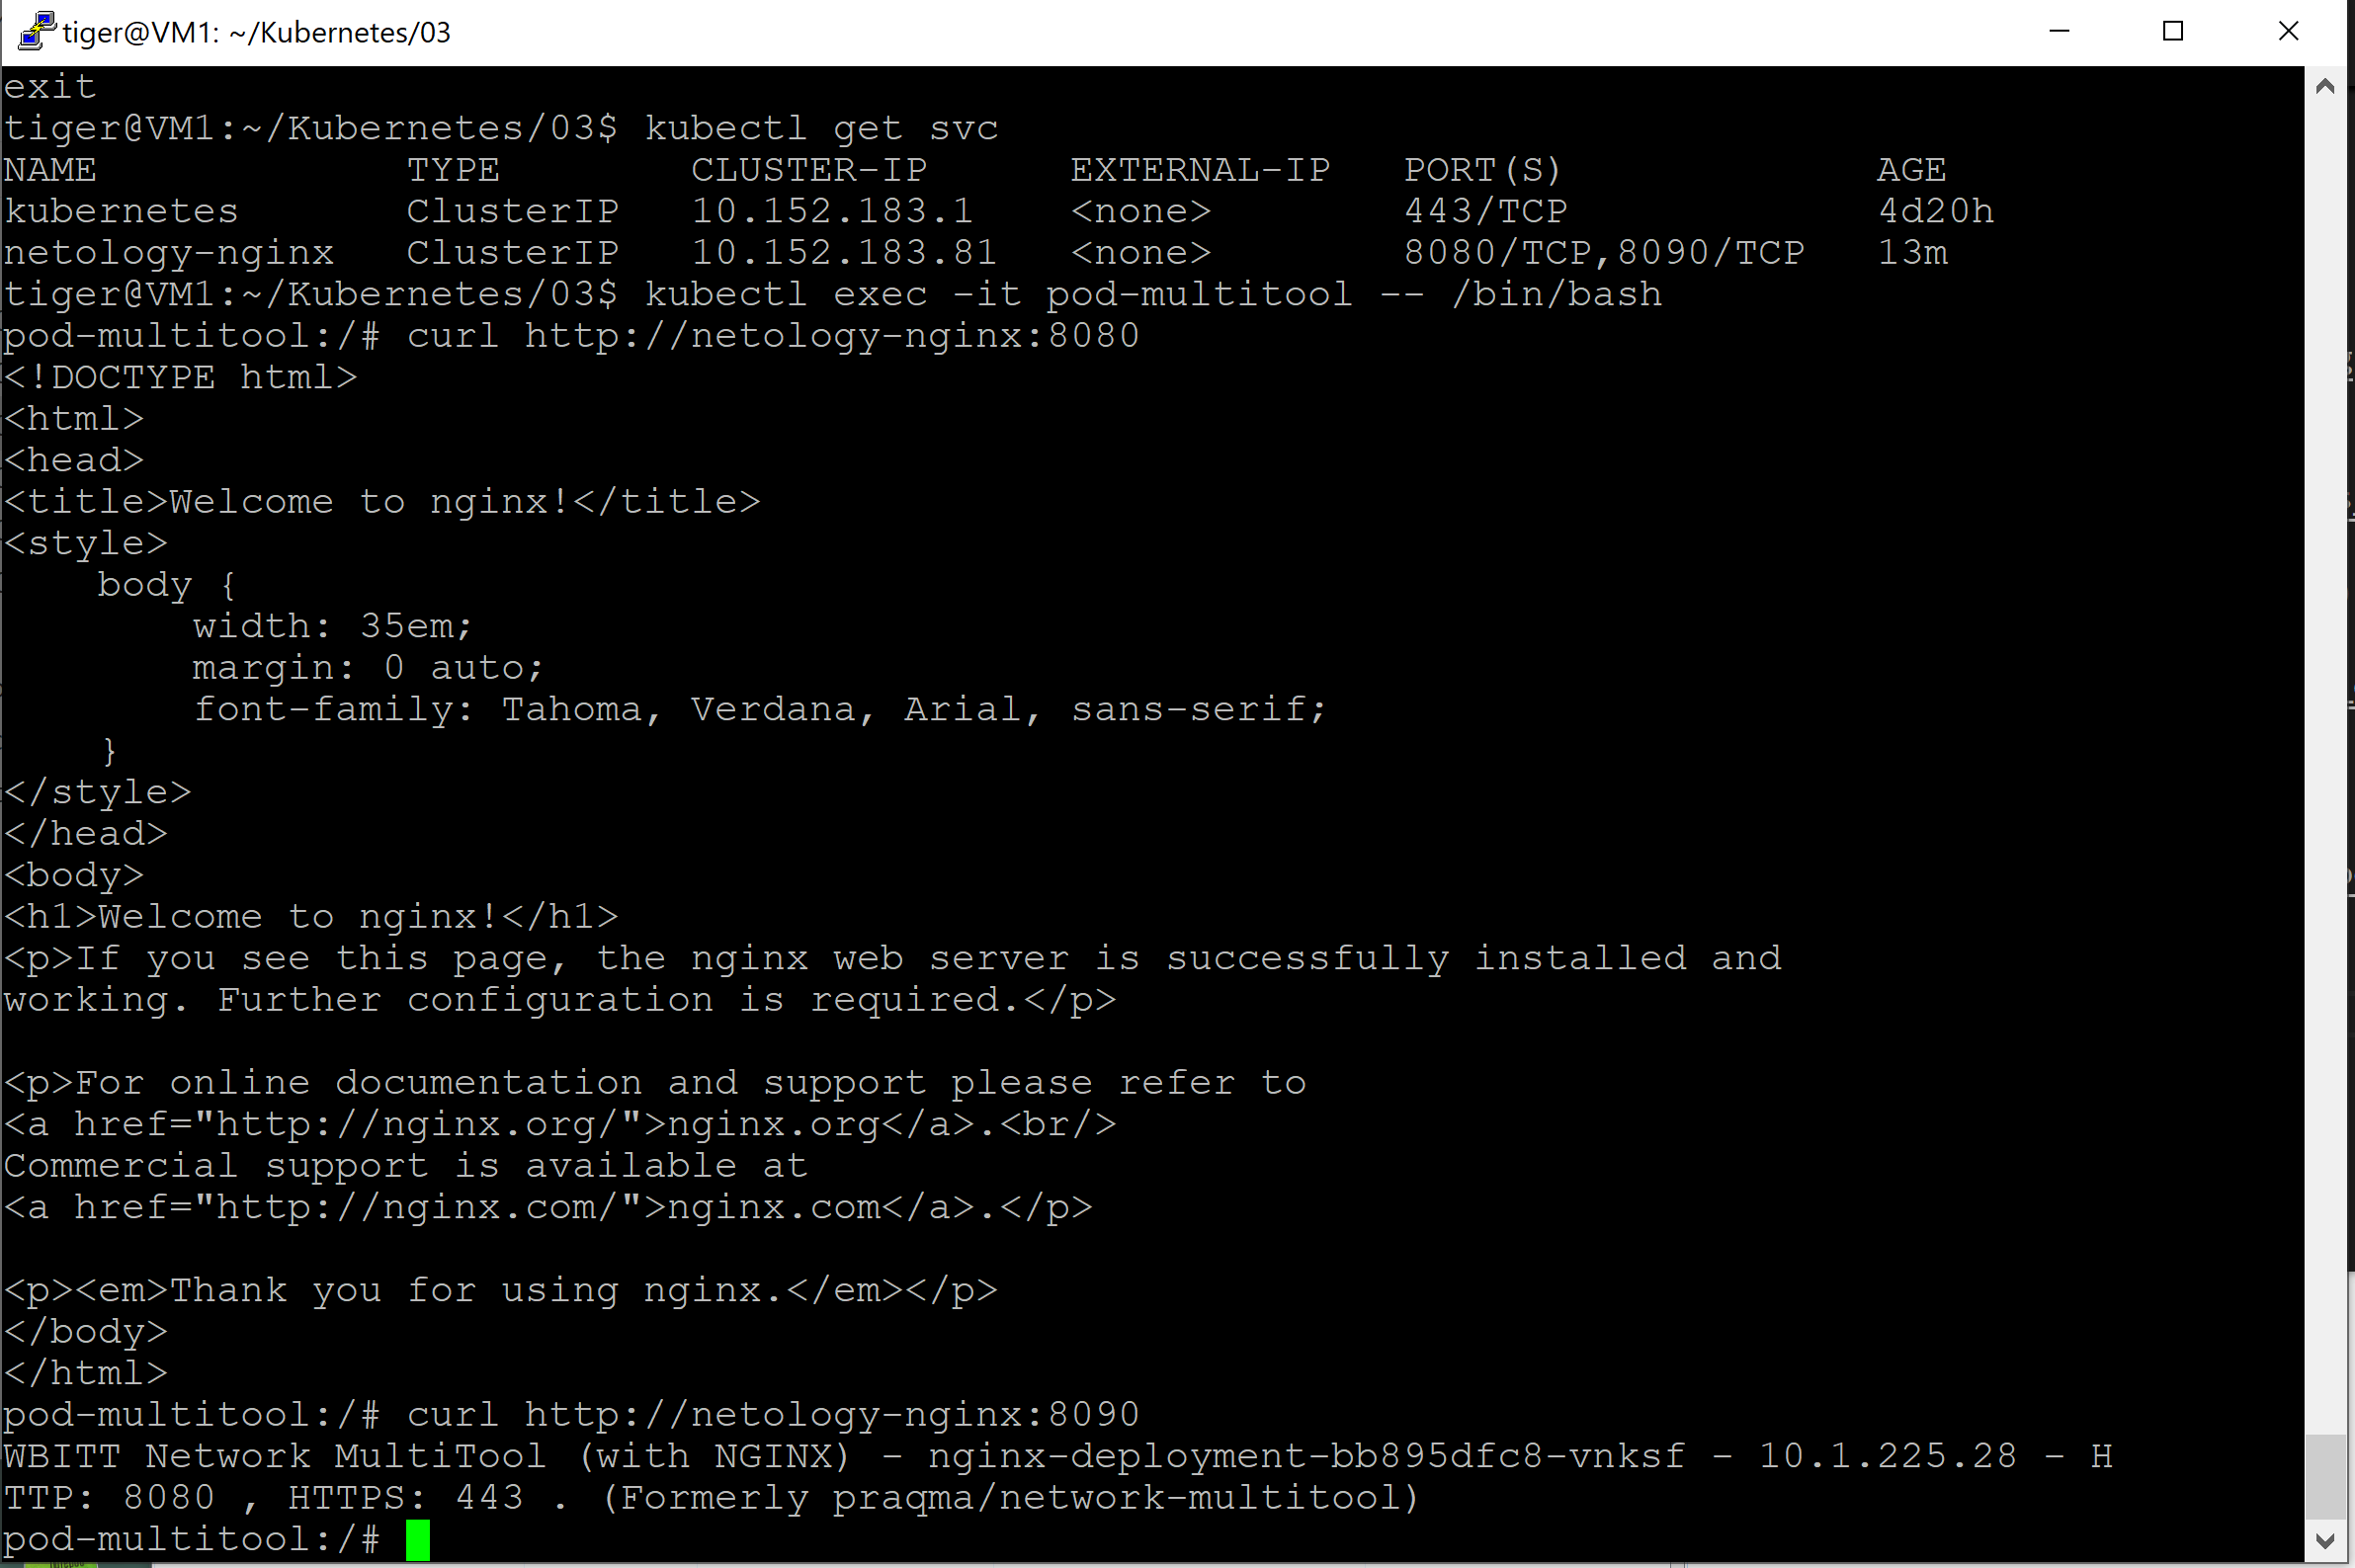 tiger@VM1: ~/Kubernetes/03
exit
tiger@VM1:~/Kubernetes/03$ kubectl get svc
NAME             TYPE        CLUSTER-IP      EXTERNAL-IP   PORT(S)             AGE
kubernetes       ClusterIP   10.152.183.1    <none>        443/TCP             4d20h
netology-nginx   ClusterIP   10.152.183.81   <none>        8080/TCP,8090/TCP   13m
tiger@VM1:~/Kubernetes/03$ kubectl exec -it pod-multitool -- /bin/bash
pod-multitool:/# curl http://netology-nginx:8080
<!DOCTYPE html>
<html>
<head>
<title>Welcome to nginx!</title>
<style>
    body {
        width: 35em;
        margin: 0 auto;
        font-family: Tahoma, Verdana, Arial, sans-serif;
    }
</style>
</head>
<body>
<h1>Welcome to nginx!</h1>
<p>If you see this page, the nginx web server is successfully installed and
working. Further configuration is required.</p>

<p>For online documentation and support please refer to
<a href="http://nginx.org/">nginx.org</a>.<br/>
Commercial support is available at
<a href="http://nginx.com/">nginx.com</a>.</p>

<p><em>Thank you for using nginx.</em></p>
</body>
</html>
pod-multitool:/# curl http://netology-nginx:8090
WBITT Network MultiTool (with NGINX) - nginx-deployment-bb895dfc8-vnksf - 10.1.225.28 - H
TTP: 8080 , HTTPS: 443 . (Formerly praqma/network-multitool)
pod-multitool:/#